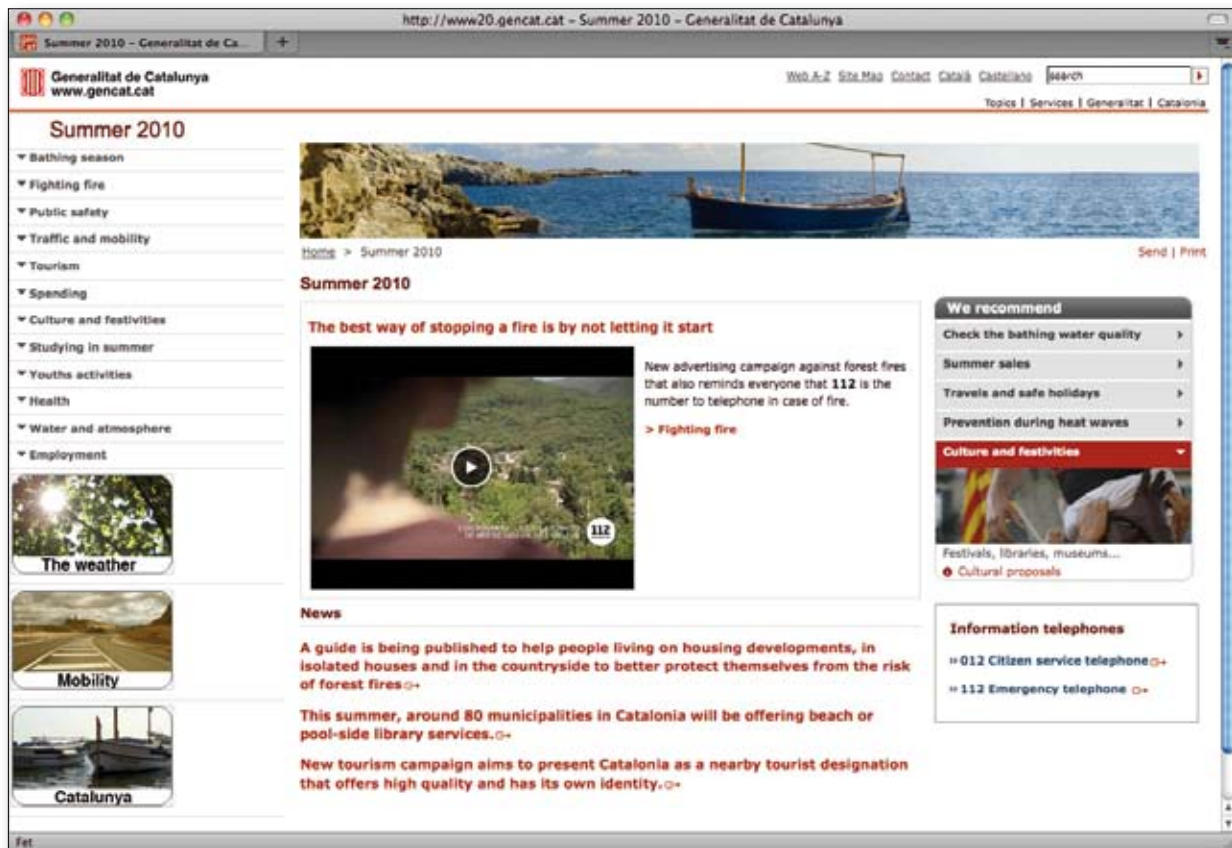 http://www20.gencat.cat – Summer 2010 – Generalitat de Catalunya
Summer 2010 – Generalitat de Ca...
+
Generalitat de Catalunya
www.gencat.cat
Web A-Z Site Map Contact Català Castellano search
Topics | Services | Generalitat | Catalonia
Summer 2010
Bathing season
Fighting fire
Public safety
Traffic and mobility
Tourism
Spending
Culture and festivities
Studying in summer
Youths activities
Health
Water and atmosphere
Employment
The weather
Mobility
Catalunya
Home > Summer 2010
Send | Print
Summer 2010
The best way of stopping a fire is by not letting it start
112
New advertising campaign against forest fires
that also reminds everyone that 112 is the
number to telephone in case of fire.
> Fighting fire
News
A guide is being published to help people living on housing developments, in
isolated houses and in the countryside to better protect themselves from the risk
of forest fires
This summer, around 80 municipalities in Catalonia will be offering beach or
pool-side library services.
New tourism campaign aims to present Catalonia as a nearby tourist designation
that offers high quality and has its own identity.
We recommend
Check the bathing water quality
Summer sales
Travels and safe holidays
Prevention during heat waves
Culture and festivities
Festivals, libraries, museums...
Cultural proposals
Information telephones
»012 Citizen service telephone
»112 Emergency telephone
Fet